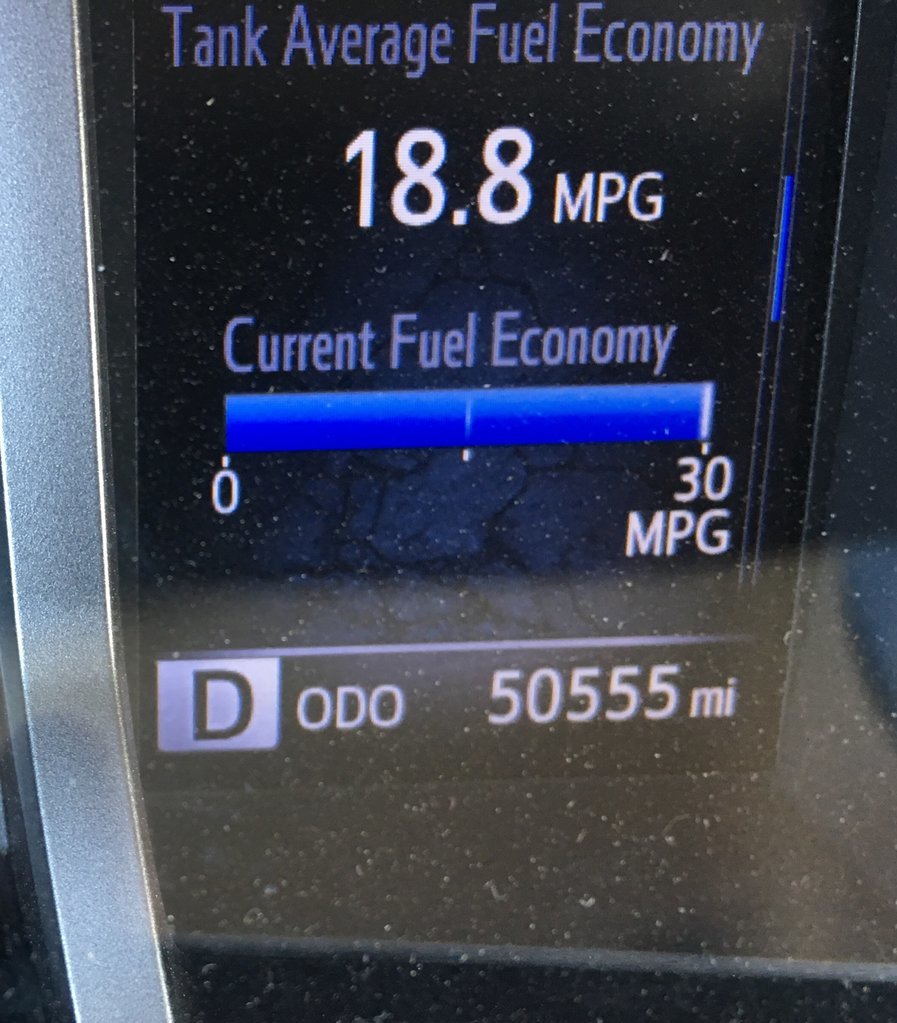 Tank Average Fuel Economy
18.8 MPG
Current Fuel Economy
0 30
MPG
D ODO 50555 mi